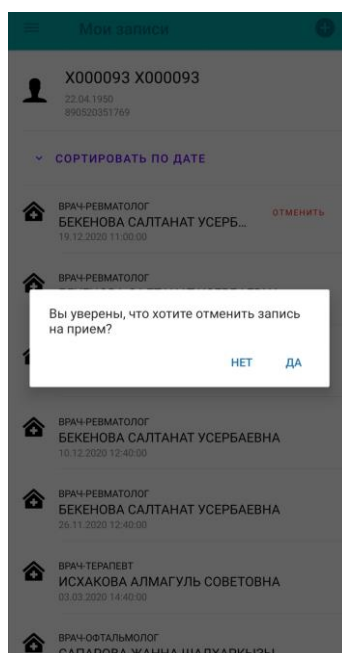 Мои записи
X000093 X000093
22.04.1950
890520351769
СОРТИРОВАТЬ ПО ДАТЕ
ВРАЧ-РЕВМАТОЛОГ
БЕКЕНОВА САЛТАНАТ УСЕРБ...
ОТМЕНИТЬ
19.12.2020 11:00:00
ВРАЧ-РЕВМАТОЛОГ
Вы уверены, что хотите отменить запись
на прием?
НЕТ ДА
БЕКЕНОВА САЛТАНАТ УСЕРБАЕВНА
10.12.2020 12:40:00
ВРАЧ-РЕВМАТОЛОГ
ВРАЧ-РЕВМАТОЛОГ
БЕКЕНОВА САЛТАНАТ УСЕРБАЕВНА
26.11.2020 12:40:00
ВРАЧ-ТЕРАПЕВТ
ИСХАКОВА АЛМАГУЛЬ СОВЕТОВНА
03.03.2020 14:40:00
ВРАЧ-ОФТАЛЬМОЛОГ
САПАРОВА ЖАННА ШАЛХАРКЫЗЫ